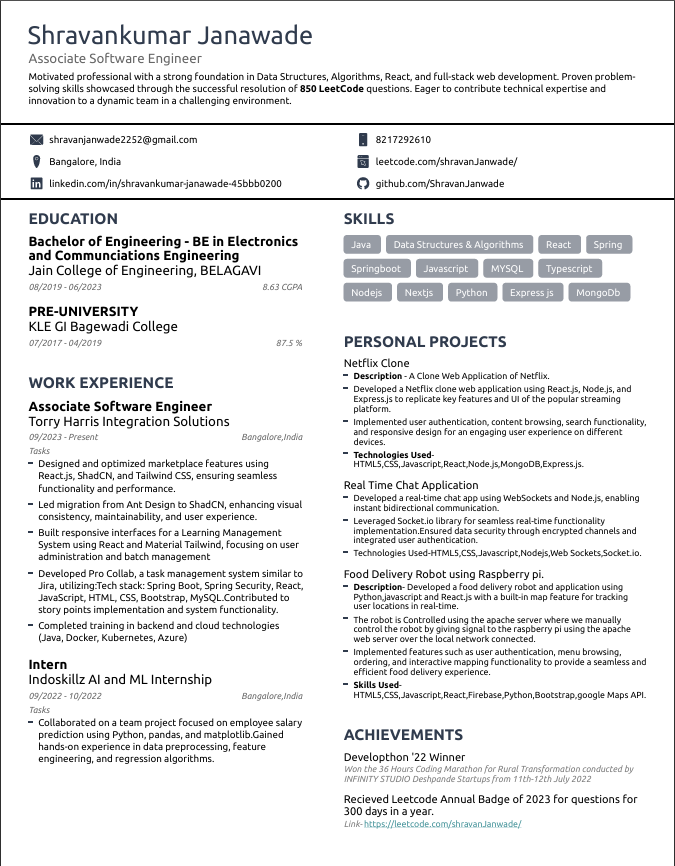 Shravankumar Janawade
Associate Software Engineer
Motivated professional with a strong foundation in Data Structures, Algorithms, React, and full-stack web development. Proven problem-
solving skills showcased through the successful resolution of 850 LeetCode questions. Eager to contribute technical expertise and
innovation to a dynamic team in a challenging environment.
shravanjanwade2252@gmail.com
8217292610
Bangalore, India
leetcode.com/shravanJanwade/
linkedin.com/in/shravankumar-janawade-45bbb0200
github.com/ShravanJanwade
EDUCATION
Bachelor of Engineering - BE in Electronics
and Communciations Engineering
Jain College of Engineering, BELAGAVI
08/2019 - 06/2023
8.63 CGPA
PRE-UNIVERSITY
KLE GI Bagewadi College
07/2017 - 04/2019
87.5 %
WORK EXPERIENCE
Associate Software Engineer
Torry Harris Integration Solutions
09/2023 - Present
Bangalore,India
Tasks
Designed and optimized marketplace features using
React.js, ShadCN, and Tailwind CSS, ensuring seamless
functionality and performance.
Led migration from Ant Design to ShadCN, enhancing visual
consistency, maintainability, and user experience.
Built responsive interfaces for a Learning Management
System using React and Material Tailwind, focusing on user
administration and batch management
Developed Pro Collab, a task management system similar to
Jira, utilizing:Tech stack: Spring Boot, Spring Security, React,
JavaScript, HTML, CSS, Bootstrap, MySQL.Contributed to
story points implementation and system functionality.
Completed training in backend and cloud technologies
(Java, Docker, Kubernetes, Azure)
Intern
Indoskillz AI and ML Internship
09/2022 - 10/2022
Bangalore,India
Tasks
Collaborated on a team project focused on employee salary
prediction using Python, pandas, and matplotlib.Gained
hands-on experience in data preprocessing, feature
engineering, and regression algorithms.
SKILLS
Java Data Structures & Algorithms React Spring
Springboot Javascript MYSQL Typescript
Nodejs Nextjs Python Express js MongoDb
PERSONAL PROJECTS
Netflix Clone
Description - A Clone Web Application of Netflix.
Developed a Netflix clone web application using React.js, Node.js, and
Express.js to replicate key features and UI of the popular streaming
platform.
Implemented user authentication, content browsing, search functionality,
and responsive design for an engaging user experience on different
devices.
Technologies Used-
HTML5,CSS,Javascript,React,Node.js,MongoDB,Express.js.
Real Time Chat Application
Developed a real-time chat app using WebSockets and Node.js, enabling
instant bidirectional communication.
Leveraged Socket.io library for seamless real-time functionality
implementation.Ensured data security through encrypted channels and
integrated user authentication.
Technologies Used-HTML5,CSS,Javascript,Nodejs,Web Sockets,Socket.io.
Food Delivery Robot using Raspberry pi.
Description- Developed a food delivery robot and application using
Python,javascript and React.js with a built-in map feature for tracking
user locations in real-time.
The robot is Controlled using the apache server where we manually
control the robot by giving signal to the raspberry pi using the apache
web server over the local network connected.
Implemented features such as user authentication, menu browsing,
ordering, and interactive mapping functionality to provide a seamless and
efficient food delivery experience.
Skills Used-
HTML5,CSS,Javascript,React,Firebase,Python,Bootstrap,google Maps API.
ACHIEVEMENTS
Developthon '22 Winner
Won the 36 Hours Coding Marathon for Rural Transformation conducted by
INFINITY STUDIO Deshpande Startups from 11th-12th July 2022
Recieved Leetcode Annual Badge of 2023 for questions for
300 days in a year.
Link-https://leetcode.com/shravanJanwade/